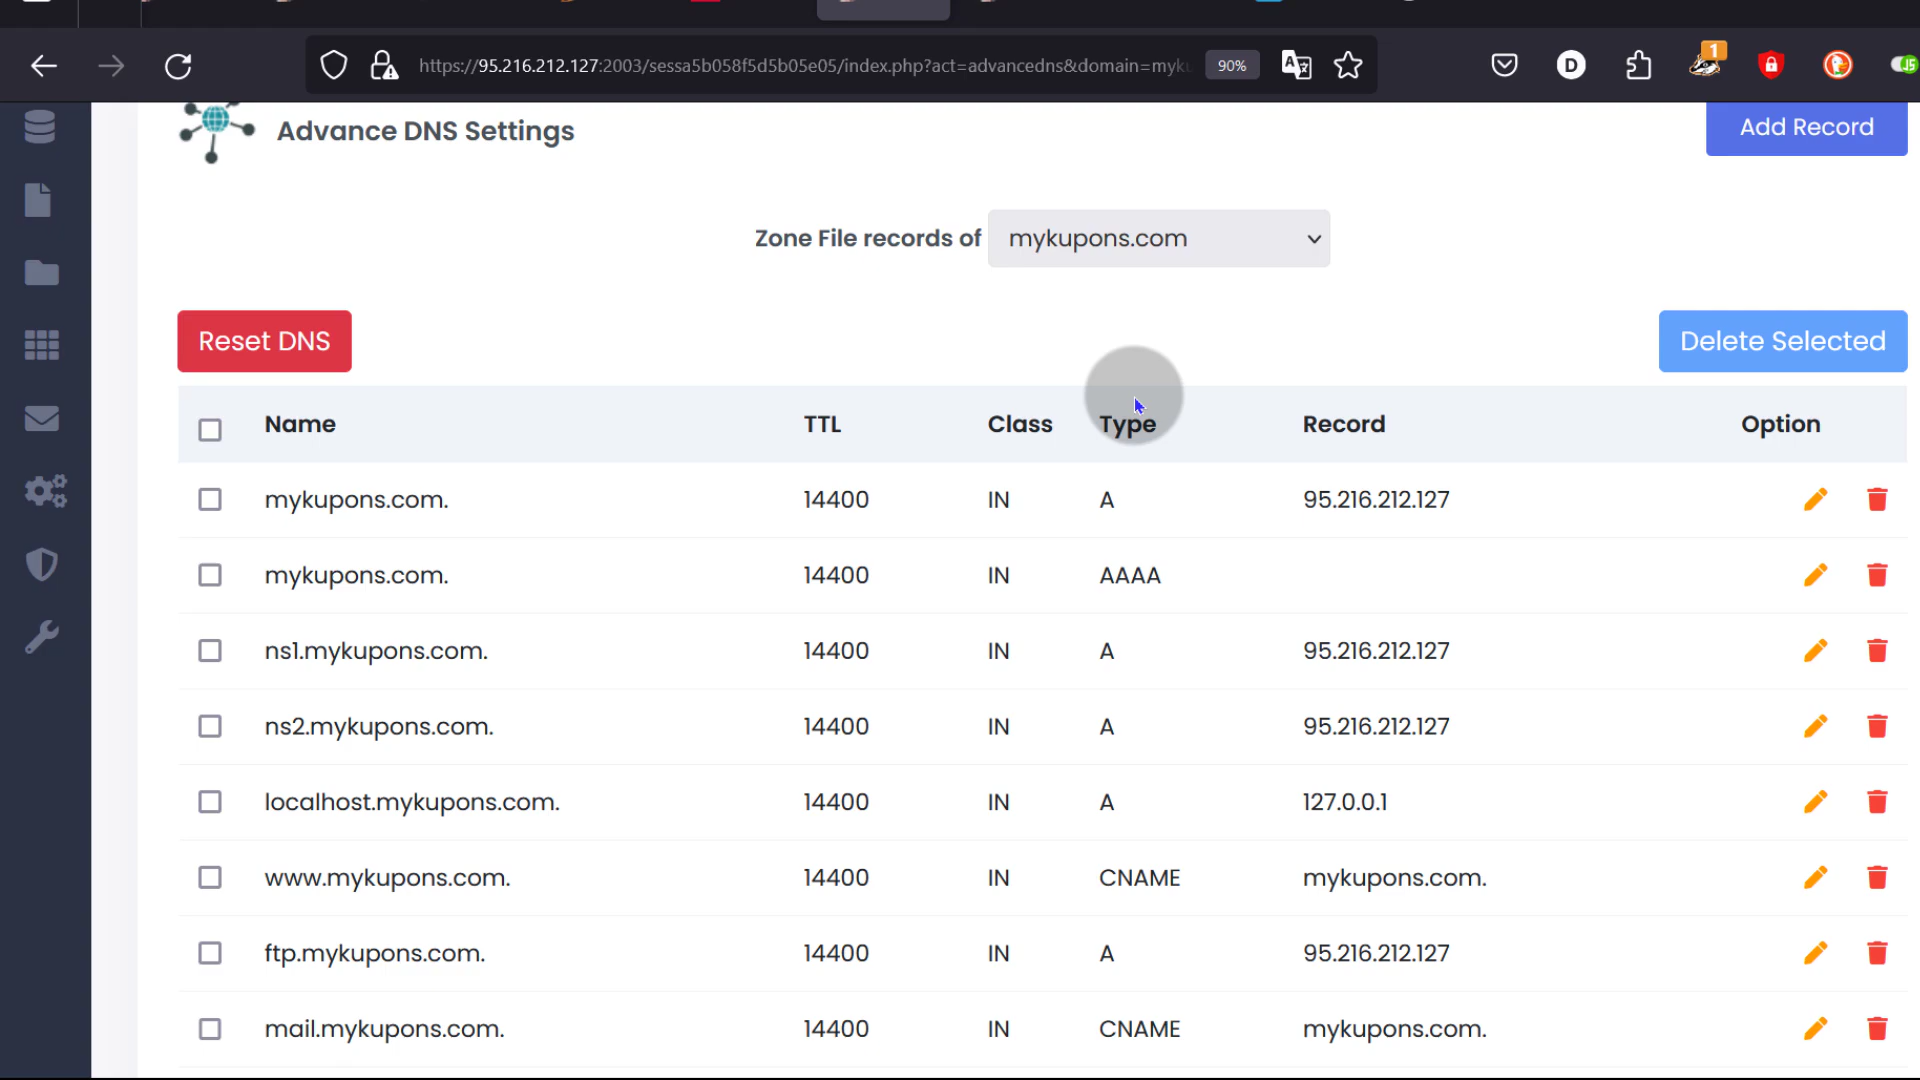 https://95.216.212.127:2003/sessa5b058f5d5b05e05/index.php?act=advancedns&domain=myku
90%
D
1
JS
Advance DNS Settings
Add Record
Zone File records of mykupons.com
Reset DNS
Delete Selected
Name TTL Class Type Record Option
mykupons.com. 14400 IN A 95.216.212.127
mykupons.com. 14400 IN AAAA
ns1.mykupons.com. 14400 IN A 95.216.212.127
ns2.mykupons.com. 14400 IN A 95.216.212.127
localhost.mykupons.com. 14400 IN A 127.0.0.1
www.mykupons.com. 14400 IN CNAME mykupons.com.
ftp.mykupons.com. 14400 IN A 95.216.212.127
mail.mykupons.com. 14400 IN CNAME mykupons.com.